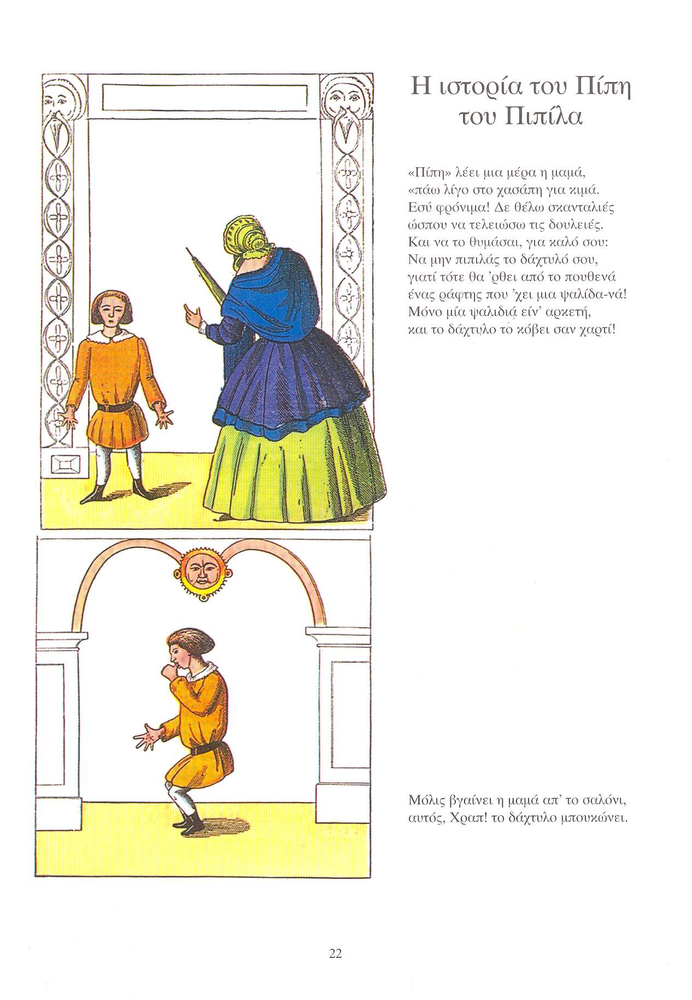 Η ιστορία του Πίπη
του Πιπίλα
«Πίπη» λέει μια μέρα η μαμά,
«πάω λίγο στο χασάπη για κιμά.
Εσύ φρόνιμα! Δε θέλω σκανταλιές
ώσπου να τελειώσω τις δουλειές.
Και να το θυμάσαι, για καλό σου:
Να μην πιπιλάς το δάχτυλό σου,
γιατί τότε θα ’ρθει από το πουθενά
ένας ράφτης που ’χει μια ψαλίδα-νά!
Μόνο μία ψαλιδιά είν’ αρκετή,
και το δάχτυλο το κόβει σαν χαρτί!
Μόλις βγαίνει η μαμά απ’ το σαλόνι,
αυτός, Χραπ! το δάχτυλο μπουκώνει.
22